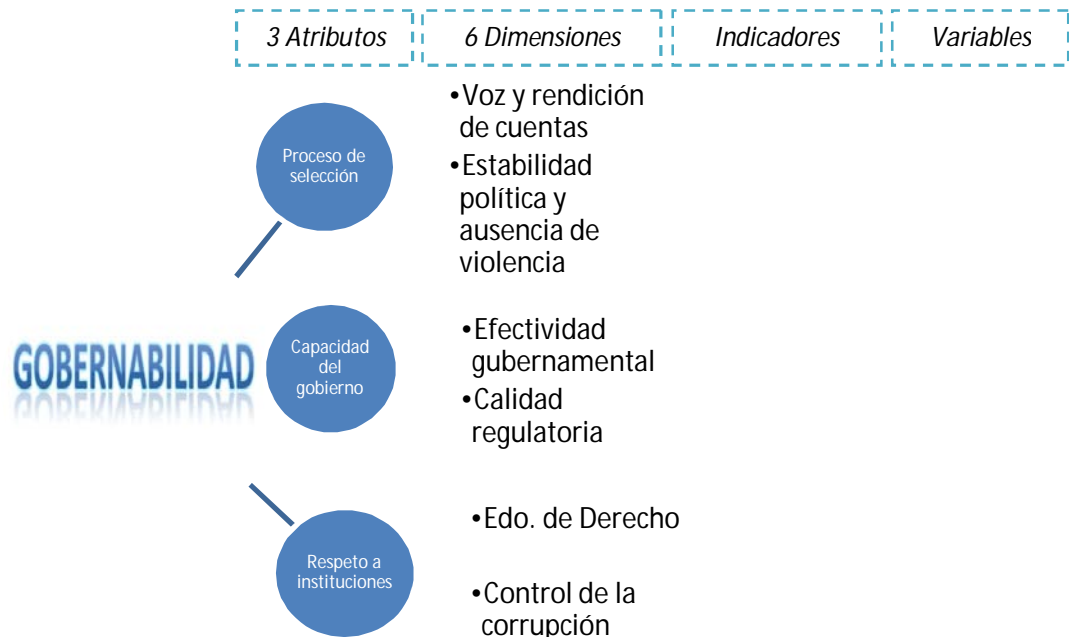 3 Atributos
6 Dimensiones
Indicadores
Variables
Proceso de
selección
•Voz y rendición
de cuentas
•Estabilidad
política y
ausencia de
violencia
GOBERNABILIDAD
Capacidad
del
gobierno
•Efectividad
gubernamental
•Calidad
regulatoria
Respeto a
instituciones
•Edo. de Derecho
•Control de la
corrupción